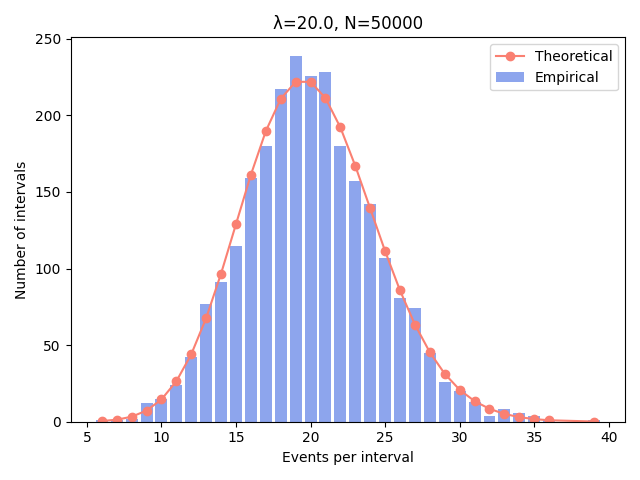 λ=20.0, N=50000
Theoretical
Empirical
Number of intervals
250
200
150
100
50
0
5 10 15 20 25 30 35 40
Events per interval